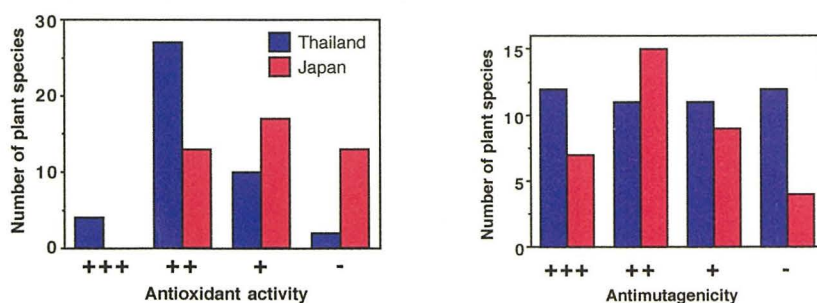 Number of plant species
30
20
10
0
Thailand
Japan
+++ ++ + -
Antioxidant activity
Number of plant species
15
10
5
0
+++ ++ + -
Antimutagenicity